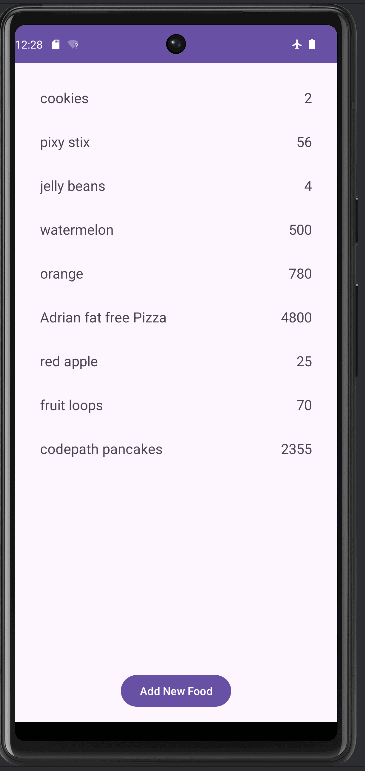 12:28
cookies 2
pixy stix 56
jelly beans 4
watermelon 500
orange 780
Adrian fat free Pizza 4800
red apple 25
fruit loops 70
codepath pancakes 2355
Add New Food